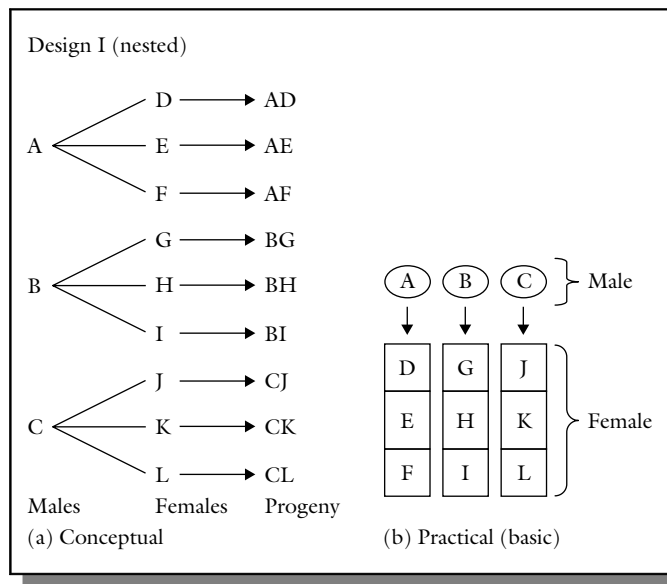 Design I (nested)
D AD
A E AE
F AF
G BG
B H BH
I BI
J CJ
C K CK
L CL
Males Females Progeny
(a) Conceptual
A B C Male
D G J
E H K Female
F I L
(b) Practical (basic)